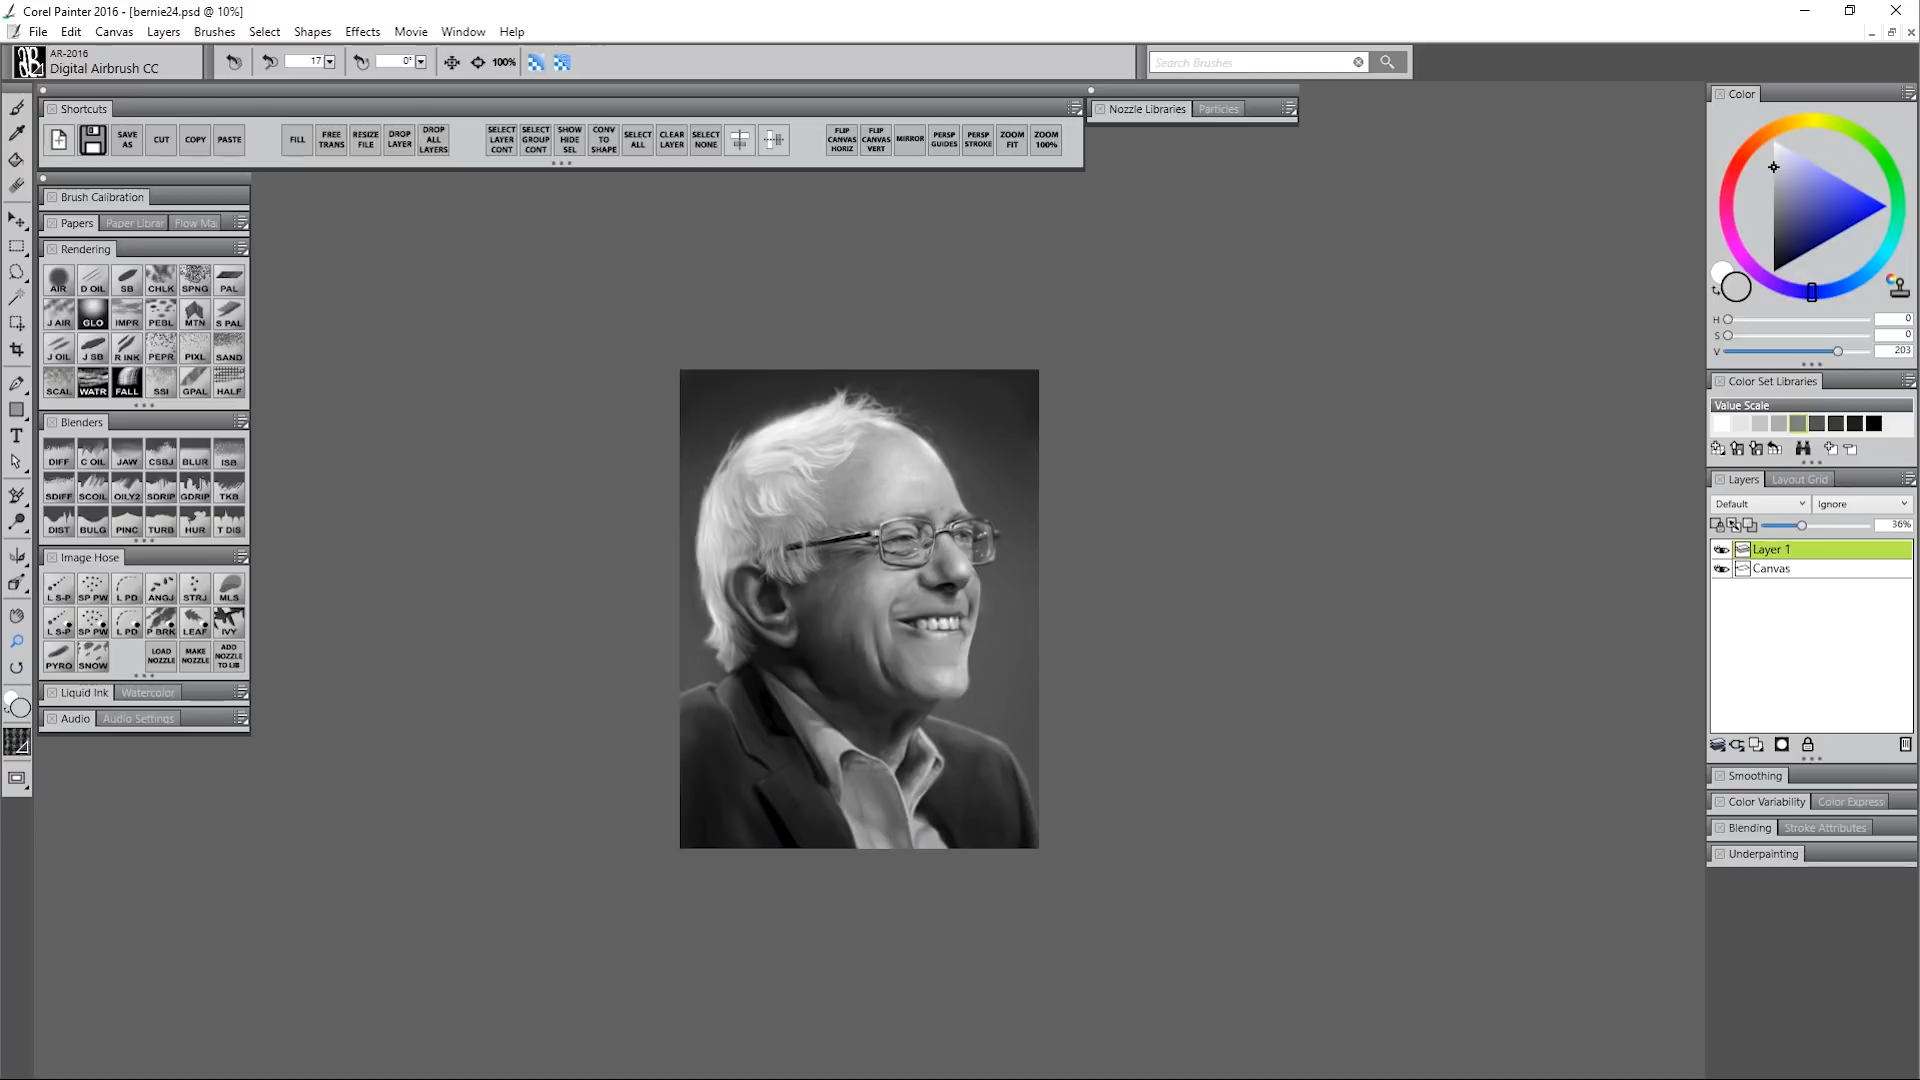 Corel Painter 2016 - [bernie24.psd @ 10%]
File Edit Canvas Layers Brushes Select Shapes Effects Movie Window Help
AR-2016
Digital Airbrush CC
17
0°
100%
Search Brushes
Shortcuts
SAVE AS
CUT
COPY
PASTE
FILL
FREE TRANS
RESIZE FILE
DROP LAYER
DROP ALL LAYERS
SELECT LAYER CONT
SELECT GROUP CONT
SHOW HIDE SEL
CONV TO SHAPE
SELECT ALL
CLEAR LAYER
SELECT NONE
FLIP CANVAS HORIZ
FLIP CANVAS VERT
MIRROR
PERSP GUIDES
PERSP STROKE
ZOOM FIT
ZOOM 100%
Nozzle Libraries Particles
Brush Calibration
Papers Paper Librar Flow Ma
Rendering
AIR D OIL SB CHLK SPNG PAL
J AIR GLO IMPR PEBL MTN S PAL
J OIL J SB R INK PEPR PIXL SAND
SCAL WATR FALL SSI GPAL HALF
Blenders
DIFF C OIL JAW CSBJ BLUR ISB
SDIFF SCOIL OILY2 SDRIP GDRIP TKB
DIST BULG PINC TURB HUR T DIS
Image Hose
L S-P SP PW L PD ANGJ STRJ MLS
L S-P SP PW L PD P BRK LEAF IVY
PYRO SNOW LOAD NOZZLE MAKE NOZZLE ADD NOZZLE TO LIB
Liquid Ink Watercolor
Audio Audio Settings
Color
H 0
S 0
V 203
Color Set Libraries
Value Scale
Layers Layout Grid
Default Ignore
36%
Layer 1
Canvas
Smoothing
Color Variability Color Express
Blending Stroke Attributes
Underpainting